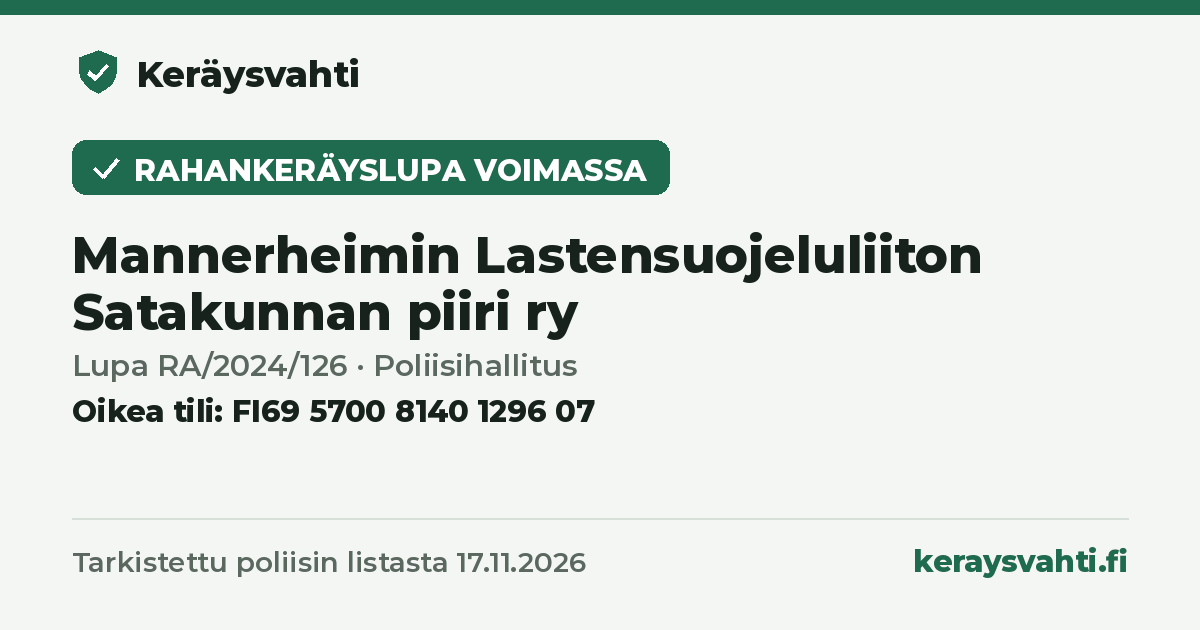 Keräysvahti
RAHANKERÄYSLUPA VOIMASSA
Mannerheimin Lastensuojeluliiton
Satakunnan piiri ry
Lupa RA/2024/126 · Poliisihallitus
Oikea tili: FI69 5700 8140 1296 07
Tarkistettu poliisin listasta 17.11.2026
keraysvahti.fi